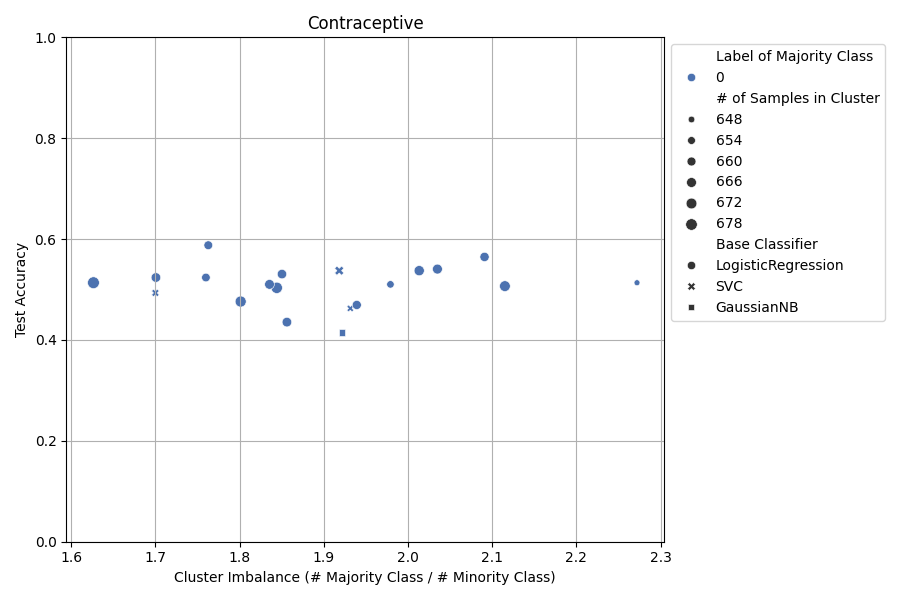 Contraceptive
1.0
0.8
0.6
0.4
0.2
0.0
Test Accuracy
1.6
1.7
1.8
1.9
2.0
2.1
2.2
2.3
Cluster Imbalance (# Majority Class / # Minority Class)
Label of Majority Class
0
# of Samples in Cluster
648
654
660
666
672
678
Base Classifier
LogisticRegression
SVC
GaussianNB